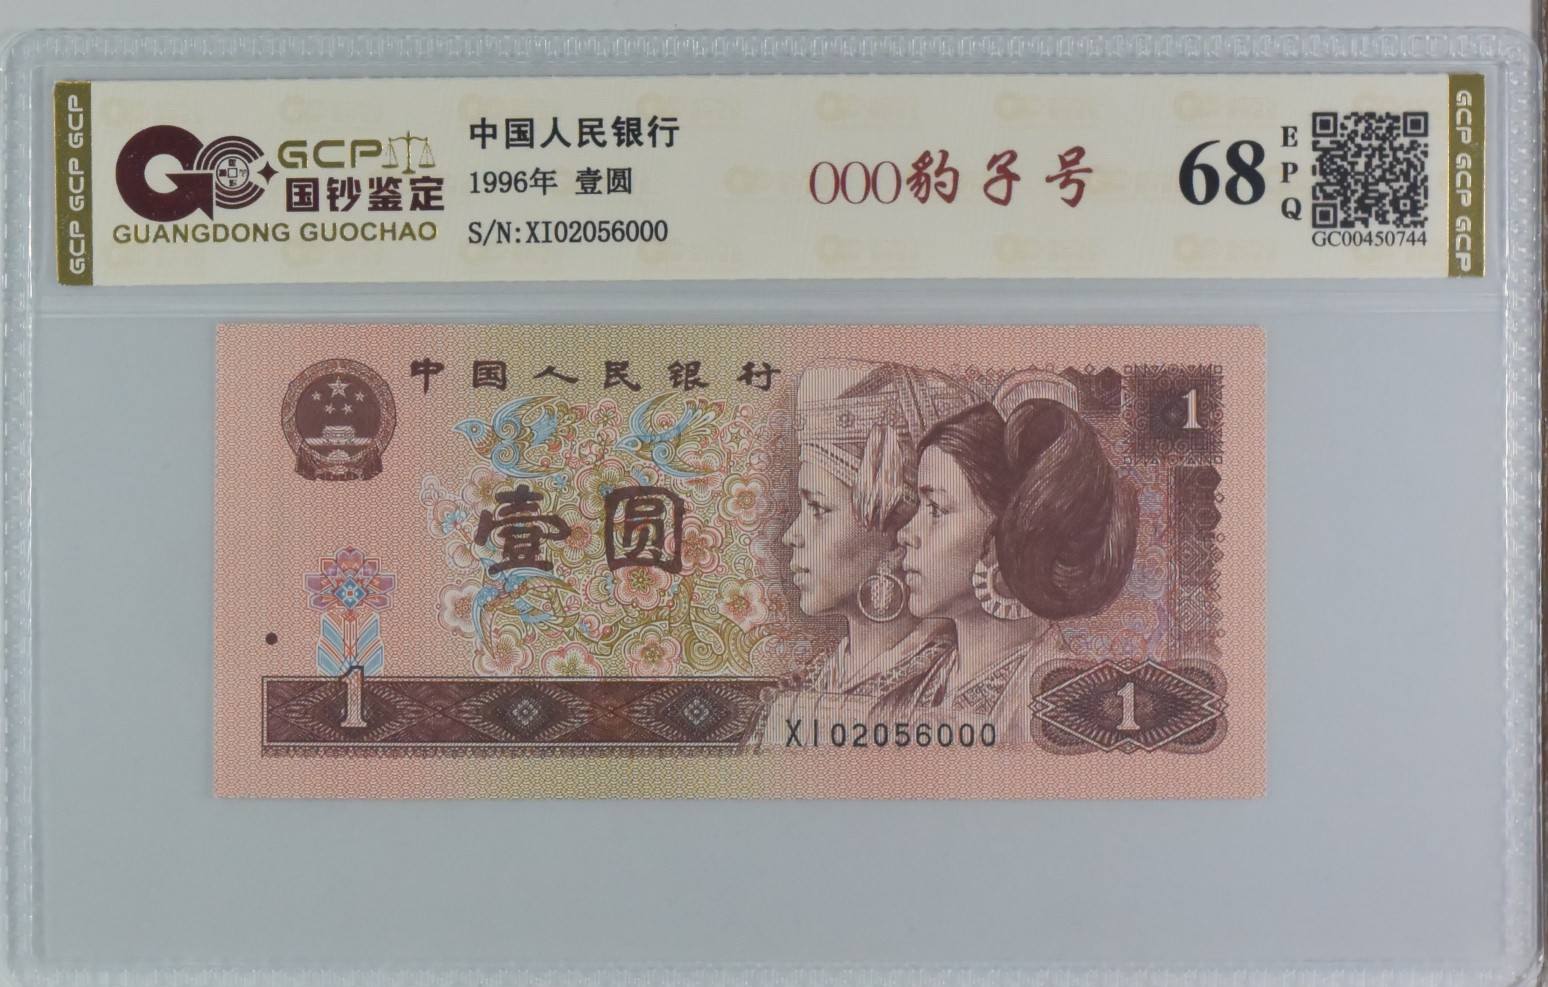 GCP GCP GCP
GCP
国钞鉴定
GUANGDONG GUOCHAO
中国人民银行
1996年 壹圆
S/N:XI02056000
000豹子号
68
EPQ
GC00450744
GCP GCP GCP
中国人民银行
1
壹圆
1
XI02056000
1